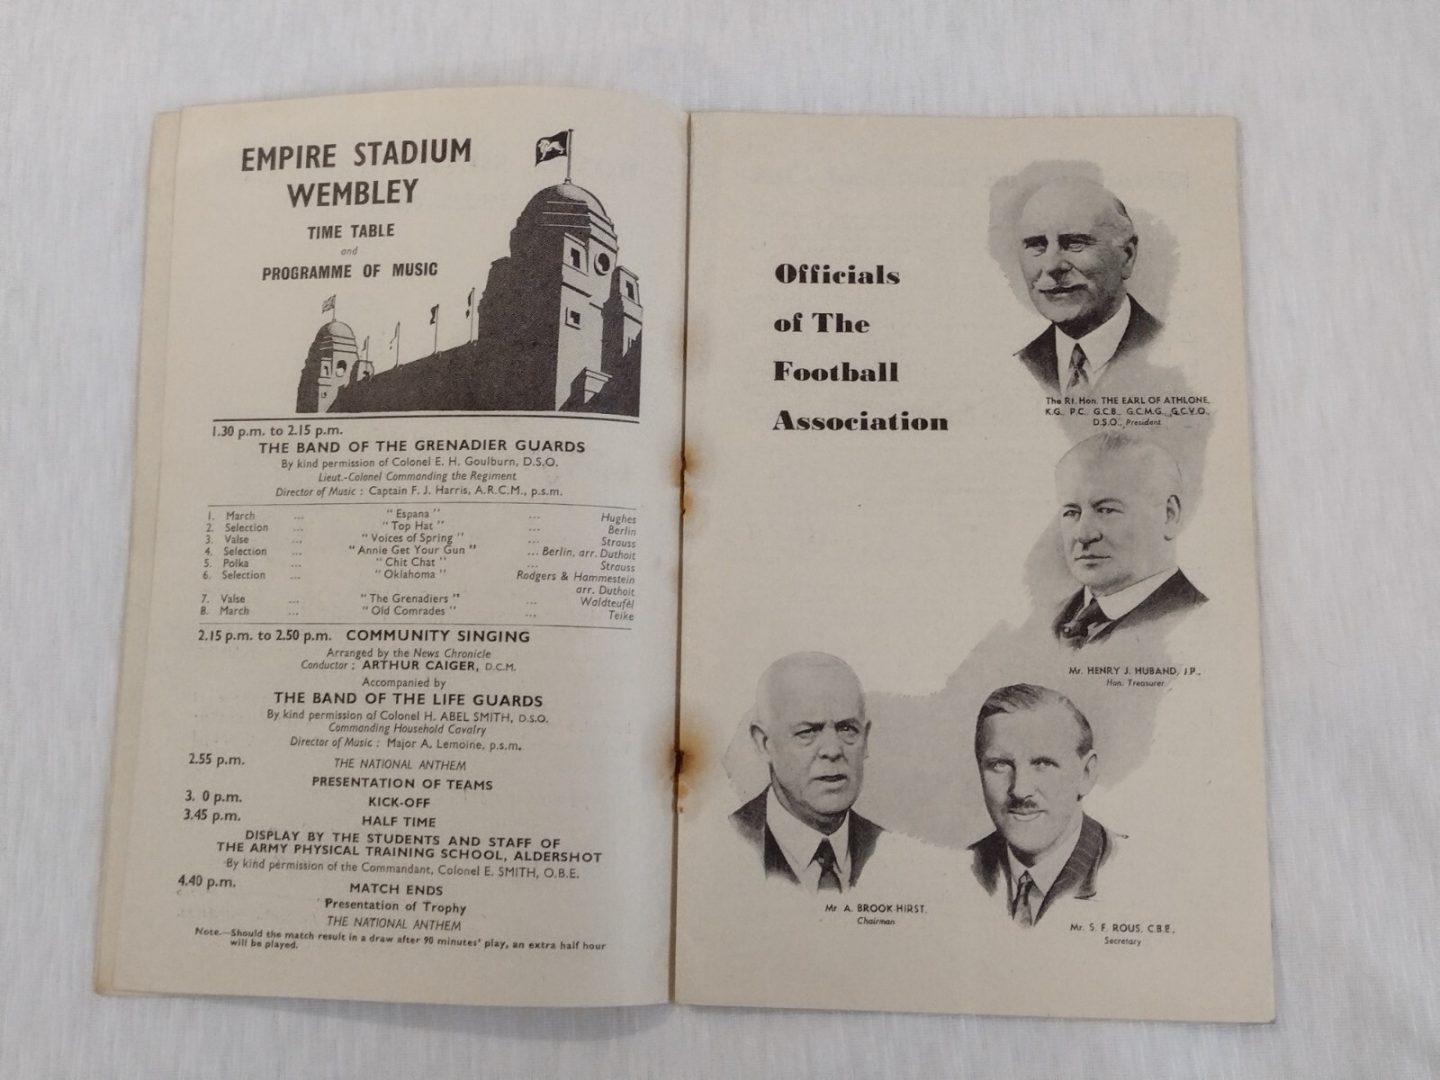 EMPIRE STADIUM
WEMBLEY
TIME TABLE
and
PROGRAMME OF MUSIC
1.30 p.m. to 2.15 p.m.
THE BAND OF THE GRENADIER GUARDS
By kind permission of Colonel E. H. Goulburn, D.S.O.
Lieut.-Colonel Commanding the Regiment
Director of Music : Captain F. J. Harris, A.R.C.M., p.s.m.
1. March ... "Espana" ... Hughes
2. Selection ... "Top Hat" ... Berlin
3. Valse ... "Voices of Spring" ... Strauss
4. Selection ... "Annie Get Your Gun" ... Berlin, arr. Duthoit
5. Polka ... "Chit Chat" ... Strauss
6. Selection ... "Oklahoma" Rodgers & Hammestein
arr. Duthoit
7. Valse ... "The Grenadiers" ... Waldteufel
8. March ... "Old Comrades" ... Teike
2.15 p.m. to 2.50 p.m. COMMUNITY SINGING
Arranged by the News Chronicle
Conductor : ARTHUR CAIGER, D.C.M.
Accompanied by
THE BAND OF THE LIFE GUARDS
By kind permission of Colonel H. ABEL SMITH, D.S.O.
Commanding Household Cavalry
Director of Music : Major A. Lemoine, p.s.m.
2.55 p.m. THE NATIONAL ANTHEM
PRESENTATION OF TEAMS
3. 0 p.m. KICK-OFF
3.45 p.m. HALF TIME
DISPLAY BY THE STUDENTS AND STAFF OF
THE ARMY PHYSICAL TRAINING SCHOOL, ALDERSHOT
By kind permission of the Commandant, Colonel E. SMITH, O.B.E.
4.40 p.m. MATCH ENDS
Presentation of Trophy
THE NATIONAL ANTHEM
Note.—Should the match result in a draw after 90 minutes' play, an extra half hour
will be played.
Officials
of The
Football
Association
The Rt. Hon. THE EARL OF ATHLONE,
K.G., P.C., G.C.B., G.C.M.G., G.C.V.O.,
D.S.O., President
Mr. HENRY J. HUBAND, J.P.,
Hon. Treasurer
Mr A. BROOK HIRST,
Chairman
Mr. S. F. ROUS, C.B.E.,
Secretary